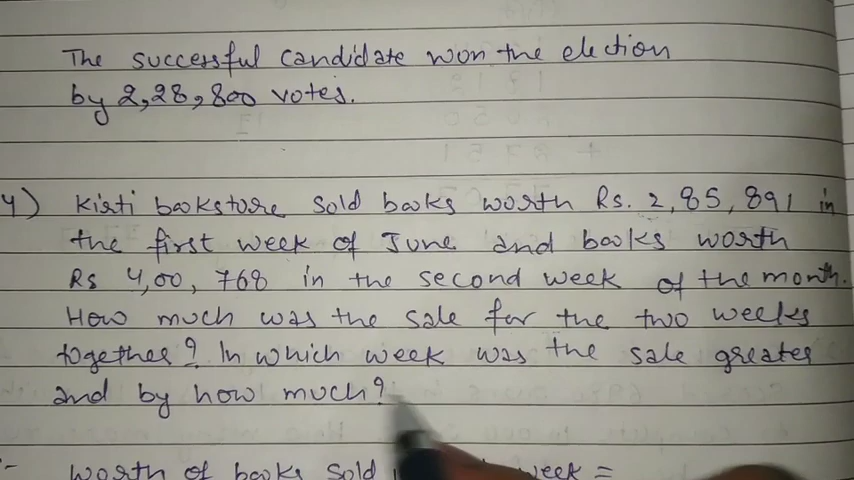 The successful candidate won the election
by 2,28,800 votes.
4) Kirti bookstore sold books worth Rs. 2,85,891 in
the first week of June and books worth
Rs 4,00,768 in the second week of the month.
How much was the sale for the two weeks
together? In which week was the sale greater
and by how much?
:- Worth of books sold week =